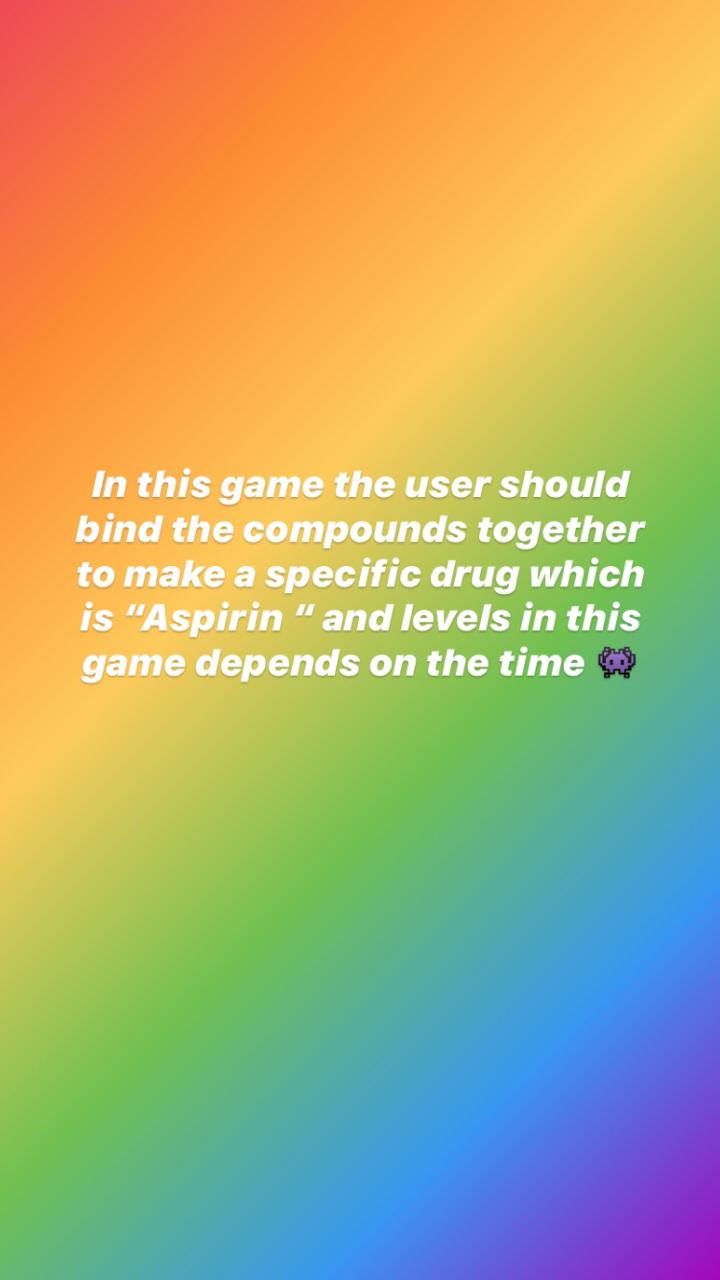 In this game the user should
bind the compounds together
to make a specific drug which
is “Aspirin “ and levels in this
game depends on the time 👾